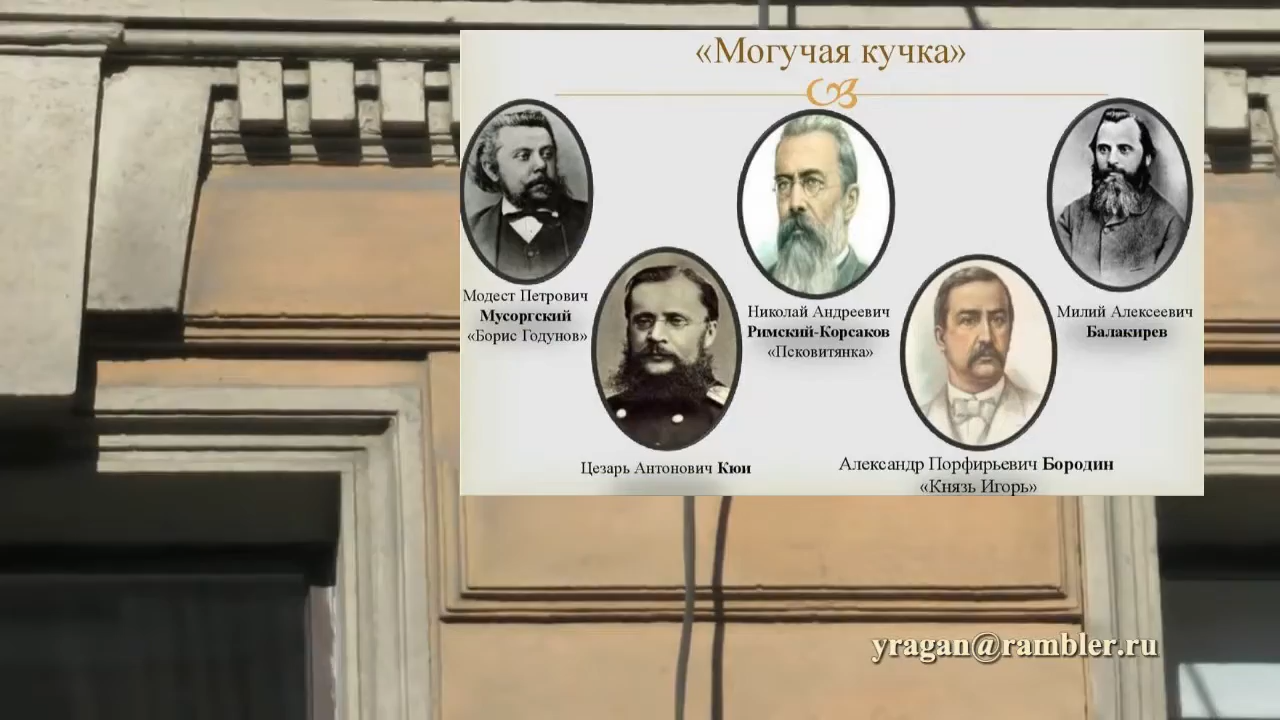 «Могучая кучка»
Модест Петрович
Мусоргский
«Борис Годунов»
Цезарь Антонович Кюи
Николай Андреевич
Римский-Корсаков
«Псковитянка»
Александр Порфирьевич Бородин
«Князь Игорь»
Милий Алексеевич
Балакирев
yragan@rambler.ru